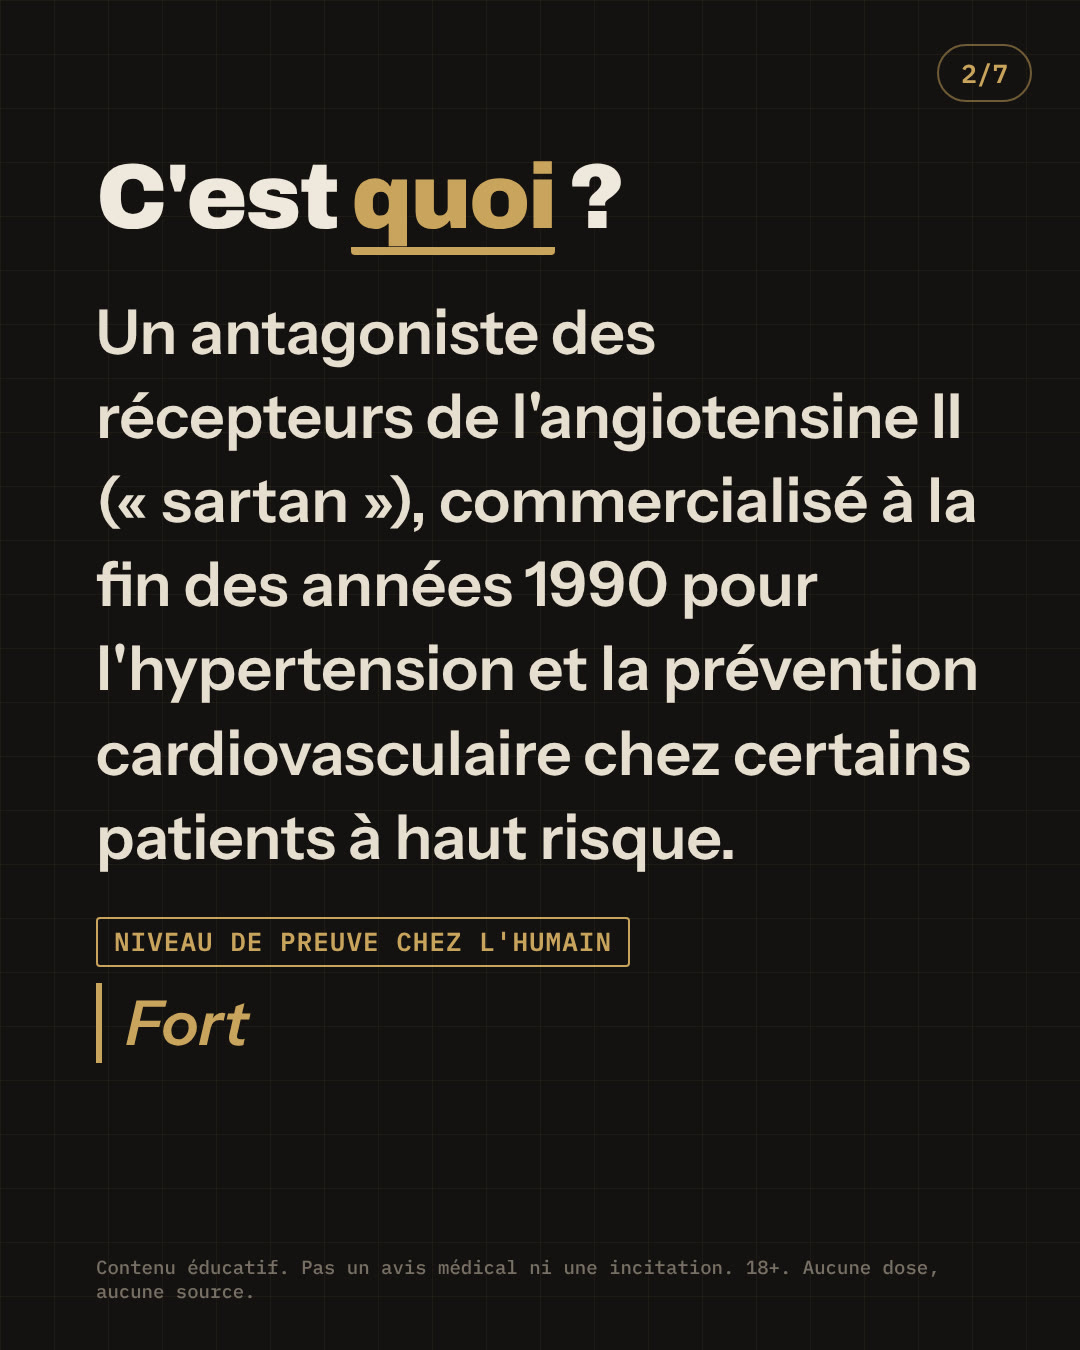 2/7
C'est quoi ?
Un antagoniste des
récepteurs de l'angiotensine II
(« sartan »), commercialisé à la
fin des années 1990 pour
l'hypertension et la prévention
cardiovasculaire chez certains
patients à haut risque.
NIVEAU DE PREUVE CHEZ L'HUMAIN
Fort
Contenu éducatif. Pas un avis médical ni une incitation. 18+. Aucune dose,
aucune source.